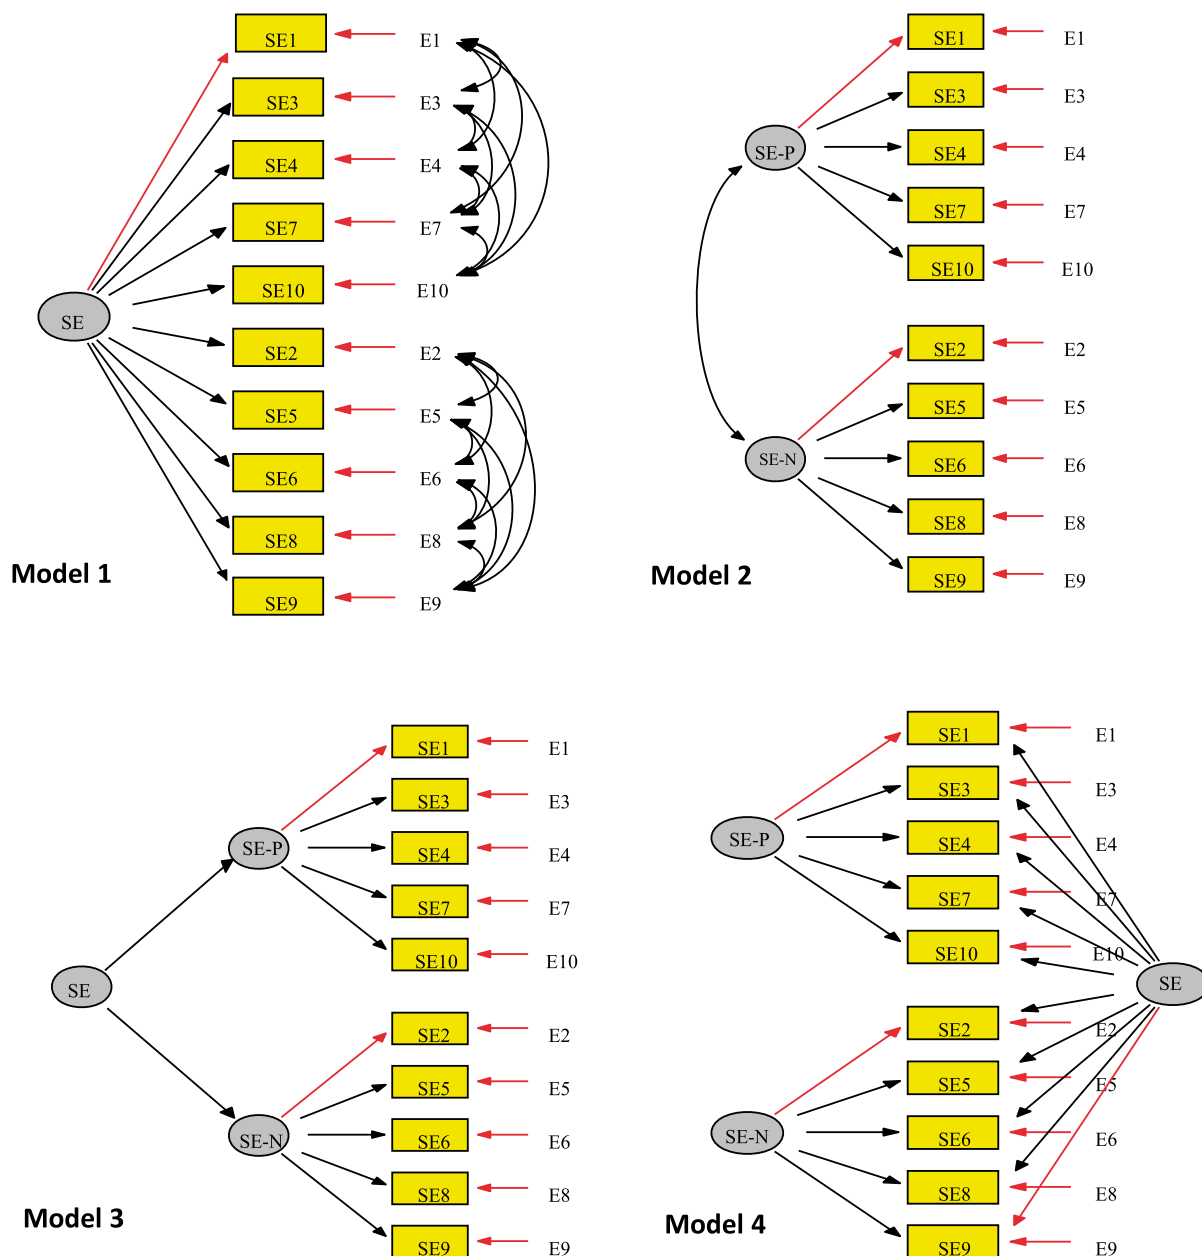 SE1 E1
SE3 E3
SE4 E4
SE7 E7
SE10 E10
SE
SE2 E2
SE5 E5
SE6 E6
SE8 E8
SE9 E9
Model 1
SE1 E1
SE3 E3
SE-P SE4 E4
SE7 E7
SE10 E10
SE2 E2
SE5 E5
SE-N SE6 E6
SE8 E8
SE9 E9
Model 2
SE1 E1
SE3 E3
SE-P SE4 E4
SE7 E7
SE10 E10
SE
SE2 E2
SE5 E5
SE-N SE6 E6
SE8 E8
SE9 E9
Model 3
SE1 E1
SE3 E3
SE-P SE4 E4
SE7 E7
SE10 E10
SE
SE2 E2
SE5 E5
SE-N SE6 E6
SE8 E8
SE9 E9
Model 4